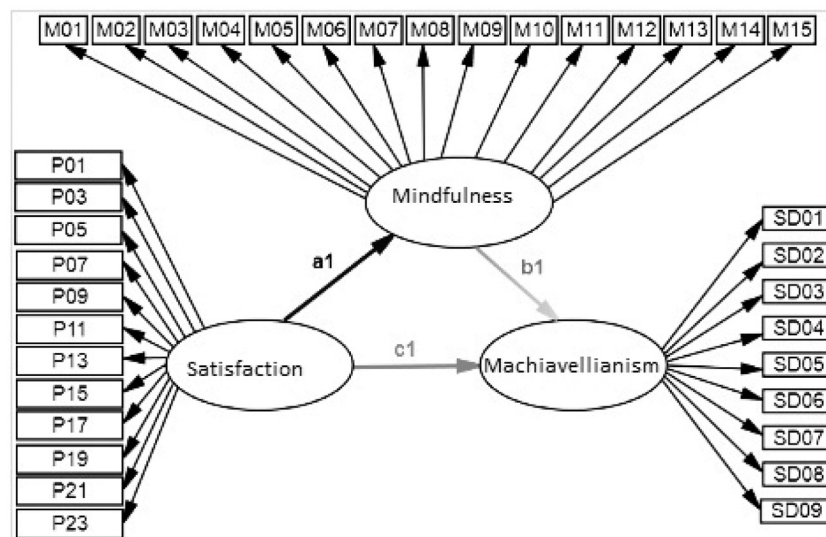 M01 M02 M03 M04 M05 M06 M07 M08 M09 M10 M11 M12 M13 M14 M15
P01
P03
P05
P07
P09
P11
P13
P15
P17
P19
P21
P23
Mindfulness
a1
b1
Satisfaction
c1
Machiavellianism
SD01
SD02
SD03
SD04
SD05
SD06
SD07
SD08
SD09